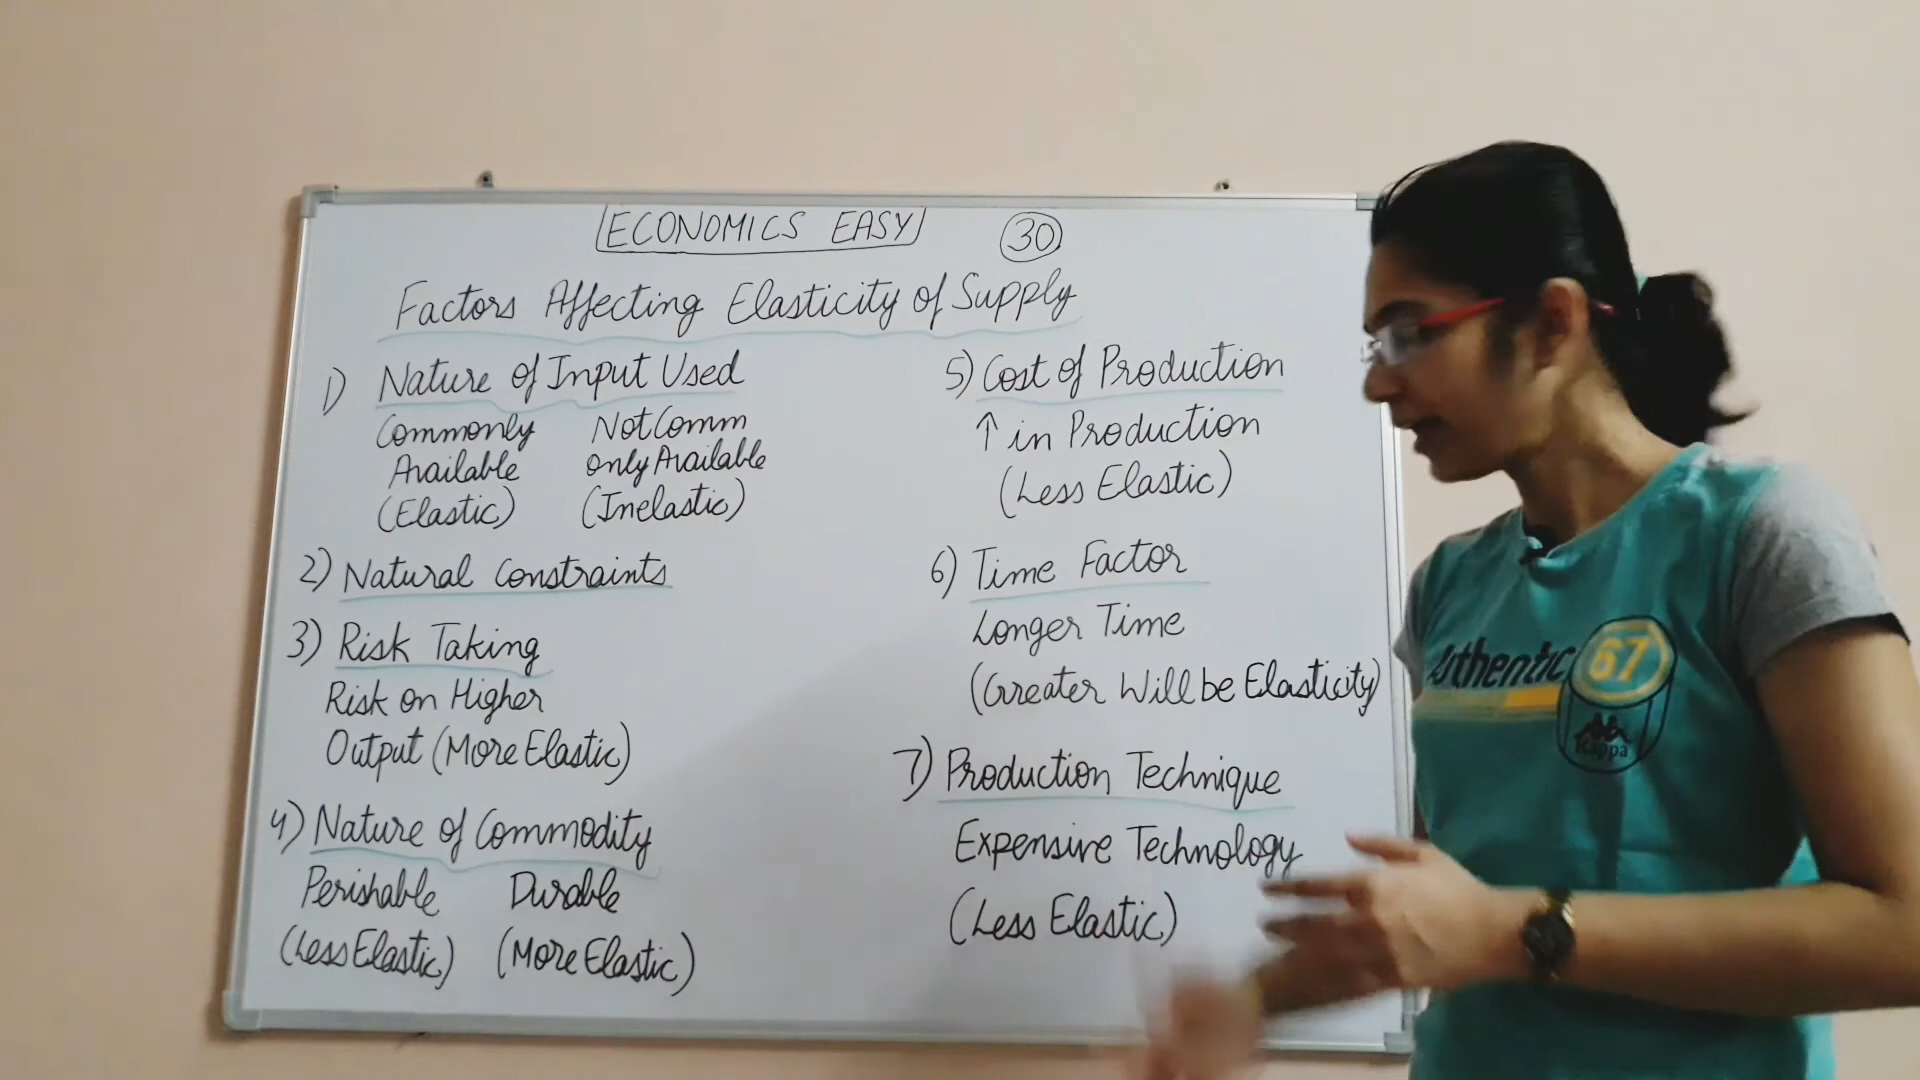 ECONOMICS EASY
30
Factors Affecting Elasticity of Supply
1) Nature of Input Used
Commonly Available (Elastic)
Not Comm only Available (Inelastic)
2) Natural Constraints
3) Risk Taking
Risk on Higher
Output (More Elastic)
4) Nature of Commodity
Perishable
(Less Elastic)
Durable
(More Elastic)
5) Cost of Production
↑ in Production
(Less Elastic)
6) Time Factor
Longer Time
(Greater Will be Elasticity)
7) Production Technique
Expensive Technology
(Less Elastic)
Authentic
67
Kappa